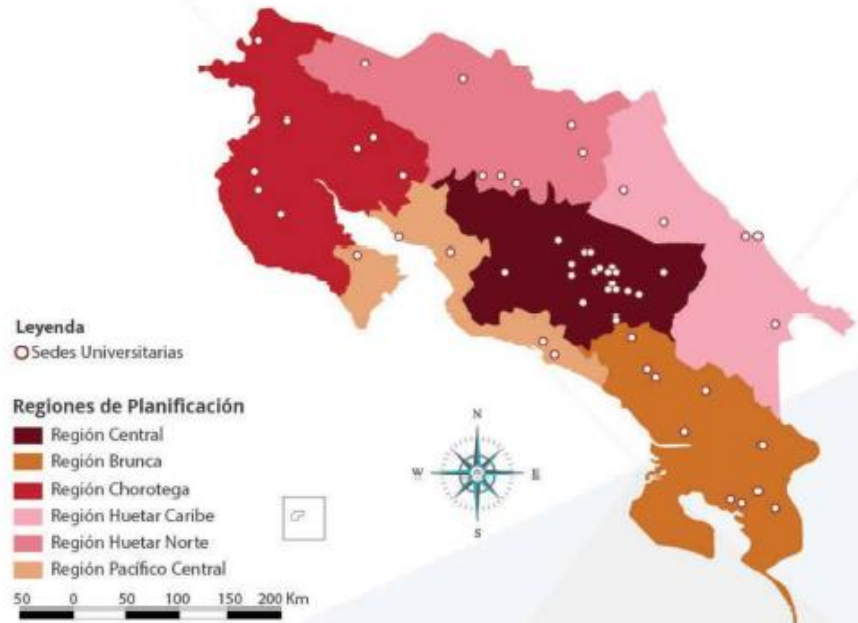 Leyenda
Sedes Universitarias
Regiones de Planificación
Región Central
Región Brunca
Región Chorotega
Región Huetar Caribe
Región Huetar Norte
Región Pacífico Central
50 0 50 100 150 200 Km
N
W E
S